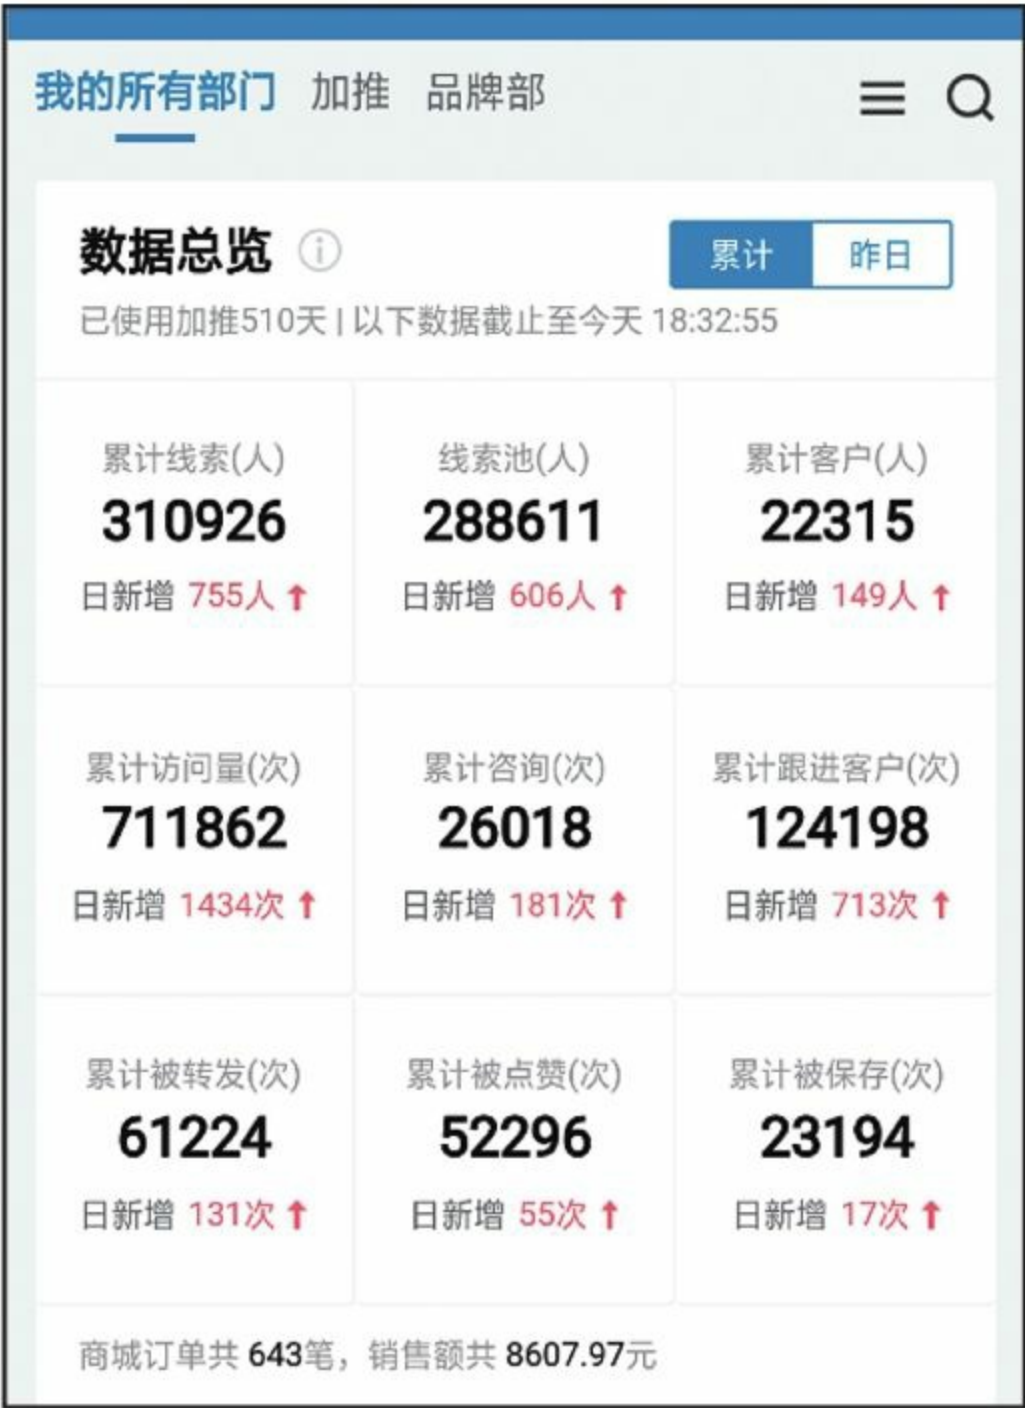 我的所有部门 加推 品牌部
数据总览 累计 昨日
已使用加推510天 | 以下数据截止至今天 18:32:55
累计线索(人) 线索池(人) 累计客户(人)
310926 288611 22315
日新增 755人↑ 日新增 606人↑ 日新增 149人↑
累计访问量(次) 累计咨询(次) 累计跟进客户(次)
711862 26018 124198
日新增 1434次↑ 日新增 181次↑ 日新增 713次↑
累计被转发(次) 累计被点赞(次) 累计被保存(次)
61224 52296 23194
日新增 131次↑ 日新增 55次↑ 日新增 17次↑
商城订单共 643笔，销售额共 8607.97元